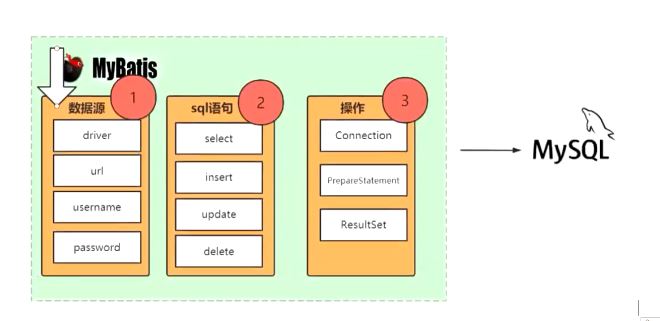 MyBatis
数据源
1
driver
url
username
password
sql语句
2
select
insert
update
delete
操作
3
Connection
PrepareStatement
ResultSet
MySQL